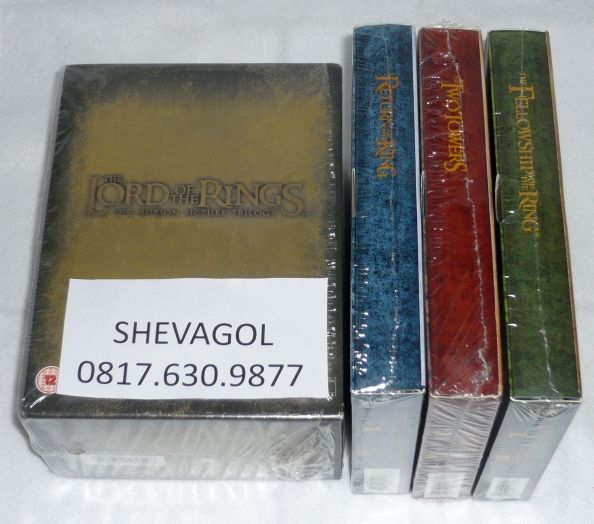 THE
LORD OF THE RINGS
THE MOTION PICTURE TRILOGY
SHEVAGOL
0817.630.9877
12
RETURN OF THE KING
THE TWO TOWERS
THE FELLOWSHIP OF THE RING